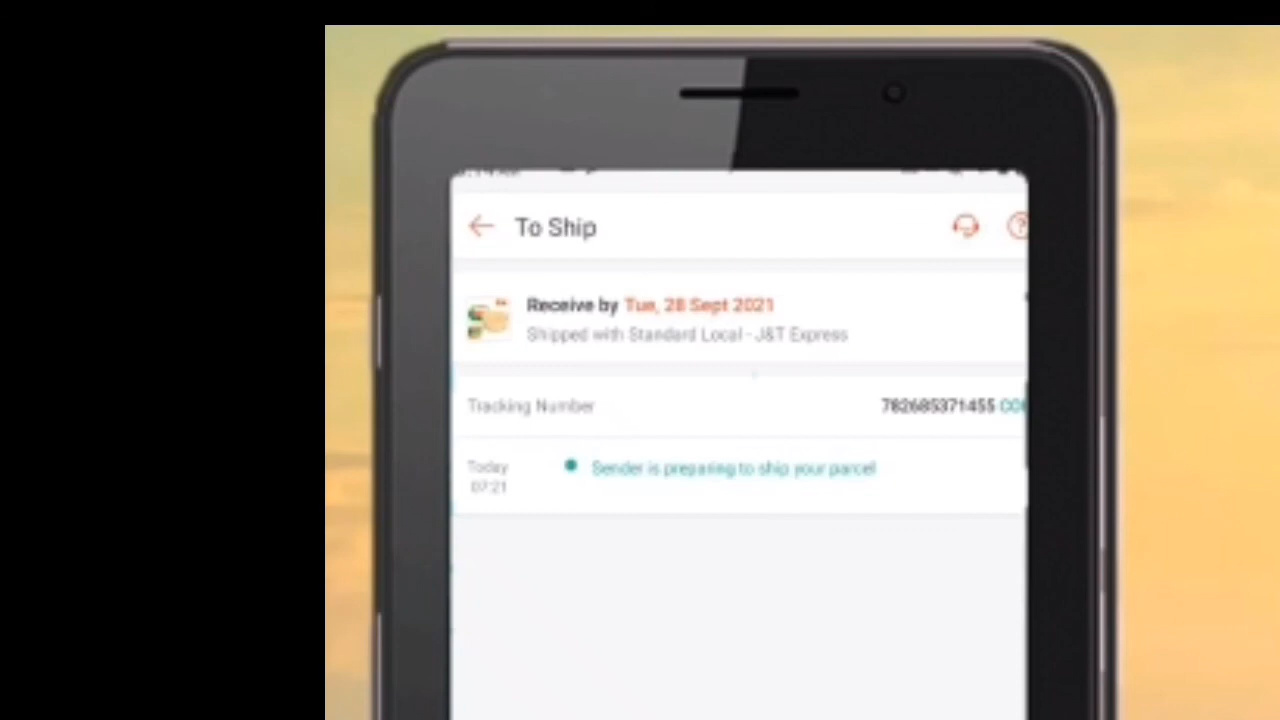 To Ship
Receive by Tue, 28 Sept 2021
Shipped with Standard Local - J&T Express
Tracking Number
782685371455
Today
07:21
Sender is preparing to ship your parcel